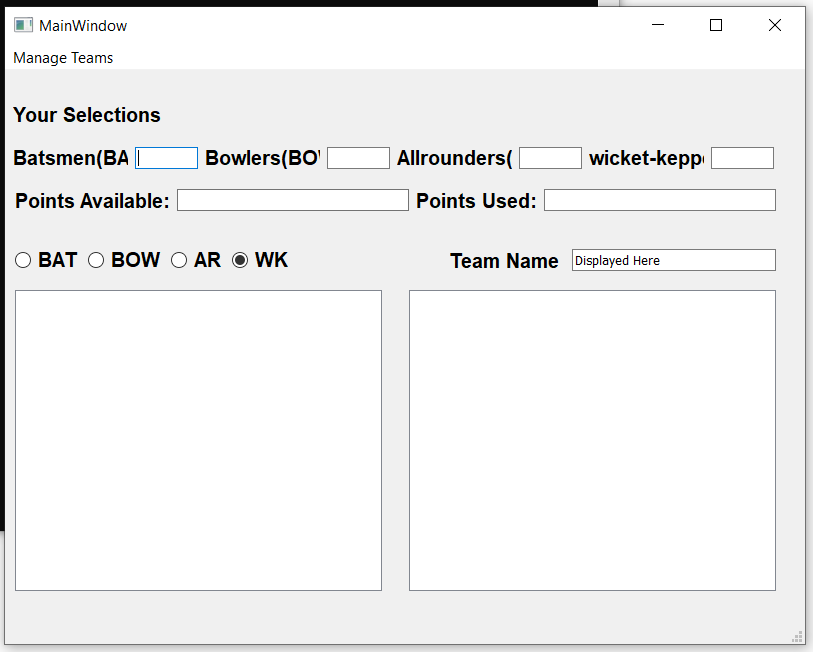 MainWindow
Manage Teams
Your Selections
Batsmen(BA Bowlers(BO Allrounders( wicket-kepp
Points Available: Points Used:
BAT BOW AR WK Team Name Displayed Here